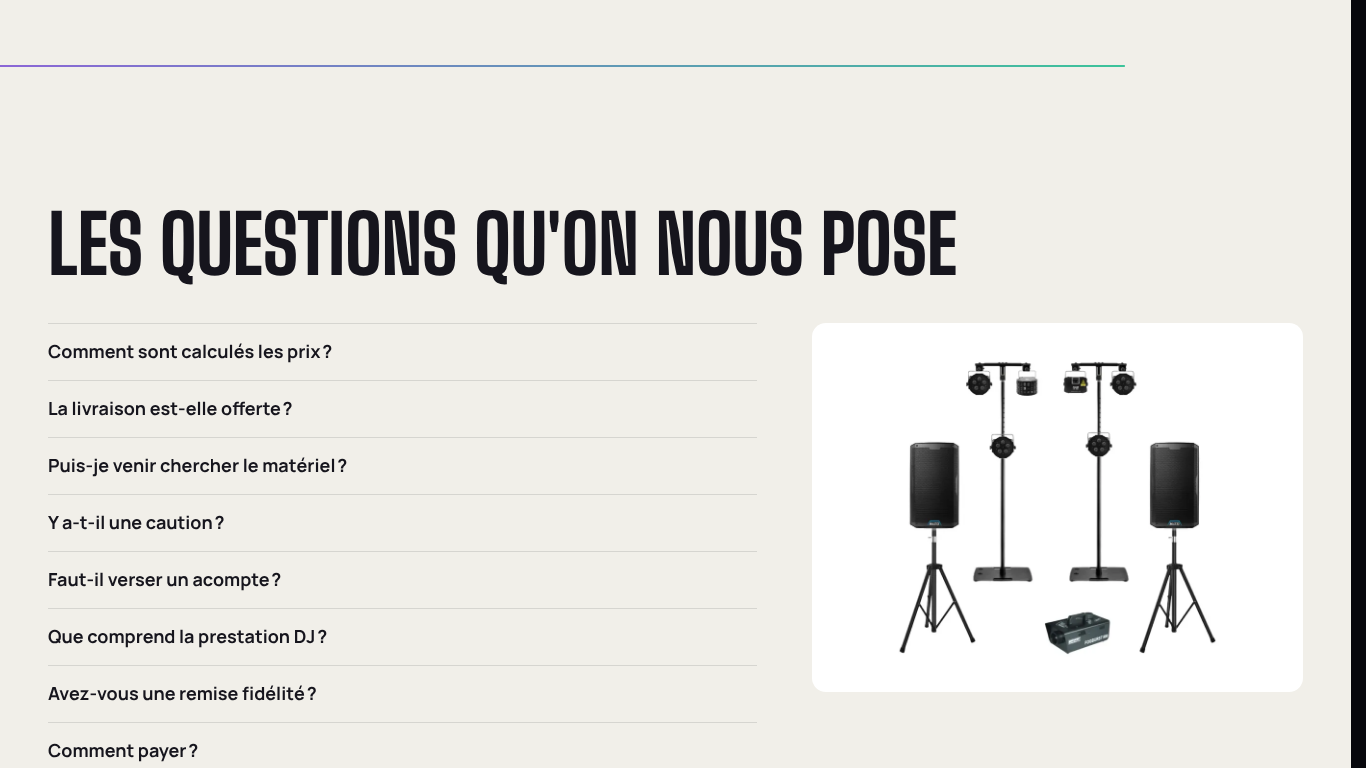 LES QUESTIONS QU'ON NOUS POSE
Comment sont calculés les prix ?
La livraison est-elle offerte ?
Puis-je venir chercher le matériel ?
Y a-t-il une caution ?
Faut-il verser un acompte ?
Que comprend la prestation DJ ?
Avez-vous une remise fidélité ?
Comment payer ?